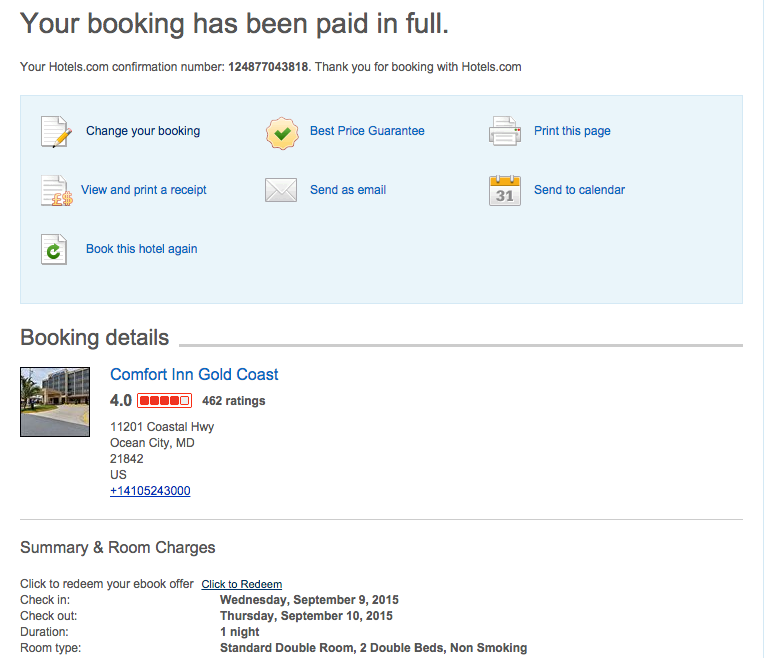 Your booking has been paid in full.
Your Hotels.com confirmation number: 124877043818. Thank you for booking with Hotels.com
Change your booking
Best Price Guarantee
Print this page
View and print a receipt
Send as email
31
Send to calendar
Book this hotel again
Booking details
Comfort Inn Gold Coast
4.0 462 ratings
11201 Coastal Hwy
Ocean City, MD
21842
US
+14105243000
Summary & Room Charges
Click to redeem your ebook offer Click to Redeem
Check in: Wednesday, September 9, 2015
Check out: Thursday, September 10, 2015
Duration: 1 night
Room type: Standard Double Room, 2 Double Beds, Non Smoking